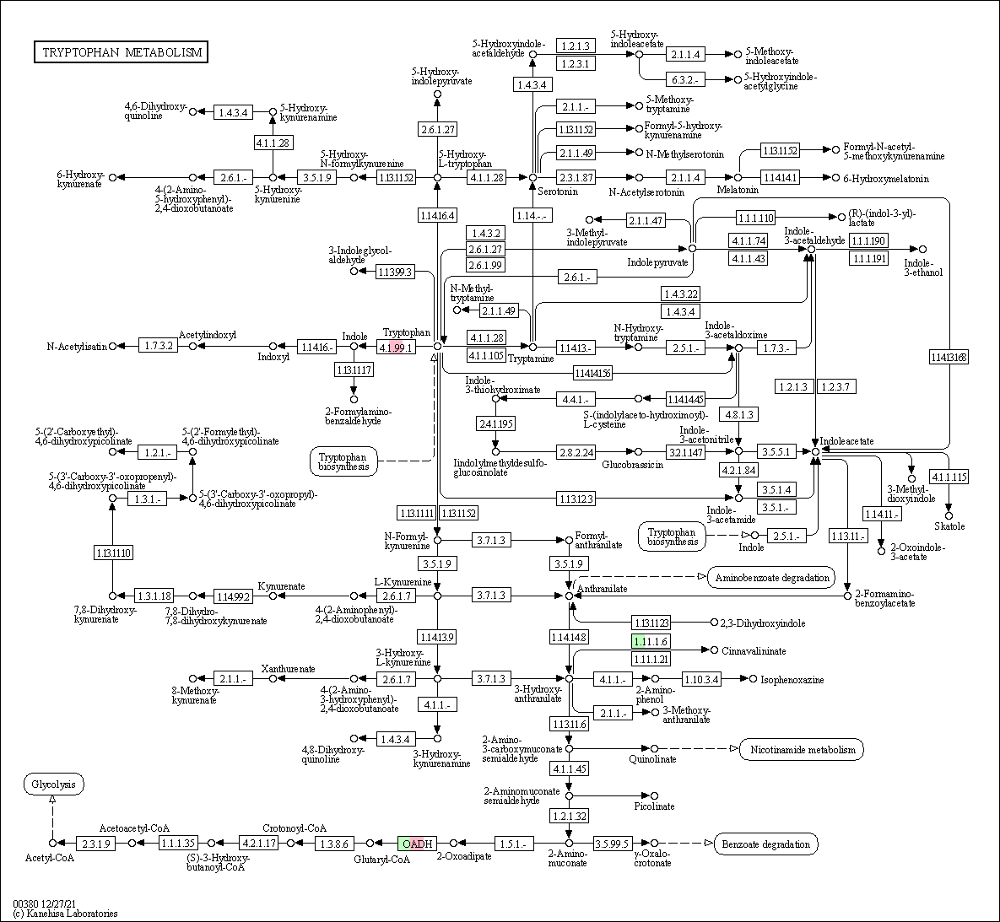 TRYPTOPHAN METABOLISM
5-Hydroxyindole-
acetaldehyde
1.2.1.3
1.2.3.1
5-Hydroxy-
indoleacetate
2.1.1.4
5-Methoxy-
indoleacetate
6.3.2.-
5-Hydroxyindole-
acetylglycine
5-Hydroxy-
indolepyruvate
1.4.3.4
4,6-Dihydroxy-
quinoline
1.4.3.4
5-Hydroxy-
kynurenamine
2.1.1.-
5-Methoxy-
tryptamine
2.6.1.27
1.13.11.52
Formyl-5-hydroxy-
kynurenamine
4.1.1.28
5-Hydroxy-
N-formylkynurenine
5-Hydroxy-
L-tryptophan
2.1.1.49
N-Methylserotonin
1.13.11.52
Formyl-N-acetyl-
5-methoxykynurenamine
6-Hydroxy-
kynurenate
2.6.1.-
3.5.1.9
1.13.11.52
4.1.1.28
2.3.1.87
2.1.1.4
1.14.14.1
6-Hydroxymelatonin
4-(2-Amino-
5-hydroxyphenyl)-
2,4-dioxobutanoate
5-Hydroxy-
kynurenine
Serotonin
N-Acetylserotonin
Melatonin
1.14.16.4
1.14.-.-
2.1.1.47
1.1.1.110
(R)-(indol-3-yl)-
lactate
3-Methyl-
indolepyruvate
1.4.3.2
2.6.1.27
2.6.1.99
4.1.1.74
4.1.1.43
Indole-
3-acetaldehyde
1.1.1.190
1.1.1.191
Indole-
3-ethanol
3-Indoleglycol-
aldehyde
1.13.99.3
Indolepyruvate
2.6.1.-
N-Methyl-
tryptamine
2.1.1.49
1.4.3.22
1.4.3.4
N-Acetylisatin
1.7.3.2
Acetylindoxyl
Indoxyl
1.14.16.-
Indole
4.1.99.1
Tryptophan
4.1.1.28
4.1.1.105
Tryptamine
1.14.13.-
N-Hydroxy-
tryptamine
2.5.1.-
Indole-
3-acetaldoxime
1.7.3.-
1.14.13.168
1.13.11.17
1.14.14.156
2-Formylamino-
benzaldehyde
Indole-
3-thiohydroximate
4.4.1.-
1.14.14.45
1.2.1.3
1.2.3.7
S-(indolylaceto-hydroximoyl)-
L-cysteine
4.8.1.3
2.4.1.195
5-(2'-Carboxyethyl)-
4,6-dihydroxypicolinate
1.2.1.-
5-(2'-Formylethyl)-
4,6-dihydroxypicolinate
Tryptophan
biosynthesis
Iindolylmethyldesulfo-
glucosinolate
2.8.2.24
Glucobrassicin
3.2.1.147
Indole-
3-acetonitrile
3.5.5.1
Indoleacetate
4.2.1.84
4.1.1.115
5-(3'-Carboxy-3'-oxopropenyl)-
4,6-dihydroxypicolinate
1.3.1.-
5-(3'-Carboxy-3'-oxopropyl)-
4,6-dihydroxypicolinate
1.13.12.3
3.5.1.4
3.5.1.-
3-Methyl-
dioxyindole
Indole-
3-acetamide
1.13.11.11
1.13.11.52
1.14.11.-
Skatole
N-Formyl-
kynurenine
3.7.1.3
Formyl-
anthranilate
Tryptophan
biosynthesis
Indole
2.5.1.-
1.13.11.-
1.13.11.10
2-Oxoindole-
3-acetate
3.5.1.9
3.5.1.9
Aminobenzoate degradation
7,8-Dihydroxy-
kynurenate
1.3.1.18
7,8-Dihydro-
7,8-dihydroxykynurenate
1.14.99.2
Kynurenate
4-(2-Aminophenyl)-
2,4-dioxobutanoate
2.6.1.7
L-Kynurenine
3.7.1.3
Anthranilate
2-Formamino-
benzoylacetate
1.13.11.23
2,3-Dihydroxyindole
1.14.13.9
1.14.14.8
1.11.1.6
1.11.1.21
Cinnavalininate
8-Methoxy-
kynurenate
2.1.1.-
Xanthurenate
4-(2-Amino-
3-hydroxyphenyl)-
2,4-dioxobutanoate
2.6.1.7
3-Hydroxy-
L-kynurenine
3.7.1.3
3-Hydroxy-
anthranilate
4.1.1.-
2-Amino-
phenol
1.10.3.4
Isophenoxazine
4.1.1.-
2.1.1.-
3-Methoxy-
anthranilate
1.13.11.6
4,8-Dihydroxy-
quinoline
1.4.3.4
3-Hydroxy-
kynurenamine
2-Amino-
3-carboxymuconate
semialdehyde
Quinolinate
Nicotinamide metabolism
4.1.1.45
Glycolysis
2-Aminomuconate
semialdehyde
Picolinate
1.2.1.32
Acetyl-CoA
2.3.1.9
Acetoacetyl-CoA
1.1.1.35
(S)-3-Hydroxy-
butanoyl-CoA
4.2.1.17
Crotonoyl-CoA
1.3.8.6
Glutaryl-CoA
OADH
2-Oxoadipate
1.5.1.-
2-Amino-
muconate
3.5.99.5
γ-Oxalo-
crotonate
Benzoate degradation
00380 12/27/21
(c) Kanehisa Laboratories